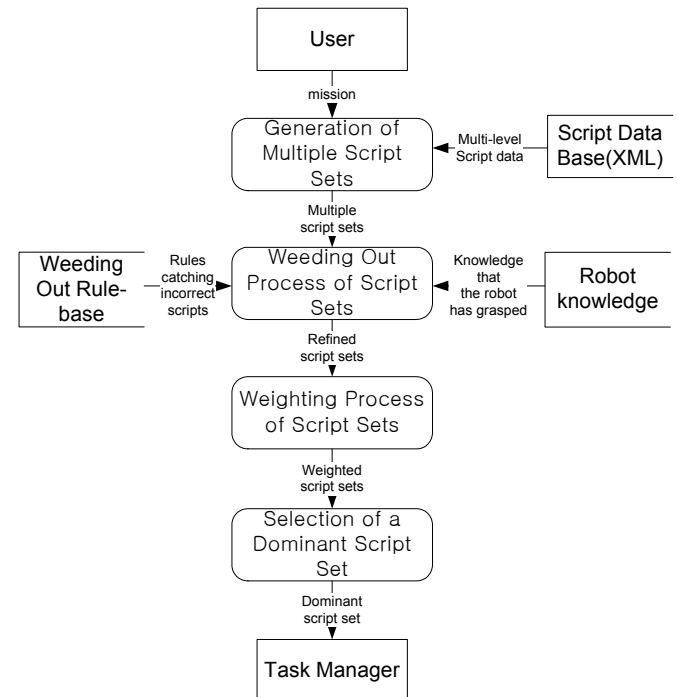 User
mission
Generation of
Multiple Script
Sets
Multi-level
Script data
Script Data
Base(XML)
Multiple
script sets
Weeding
Out Rule-
base
Rules
catching
incorrect
scripts
Weeding Out
Process of Script
Sets
Knowledge
that
the robot
has grasped
Robot
knowledge
Refined
script sets
Weighting Process
of Script Sets
Weighted
script sets
Selection of a
Dominant Script
Set
Dominant
script set
Task Manager